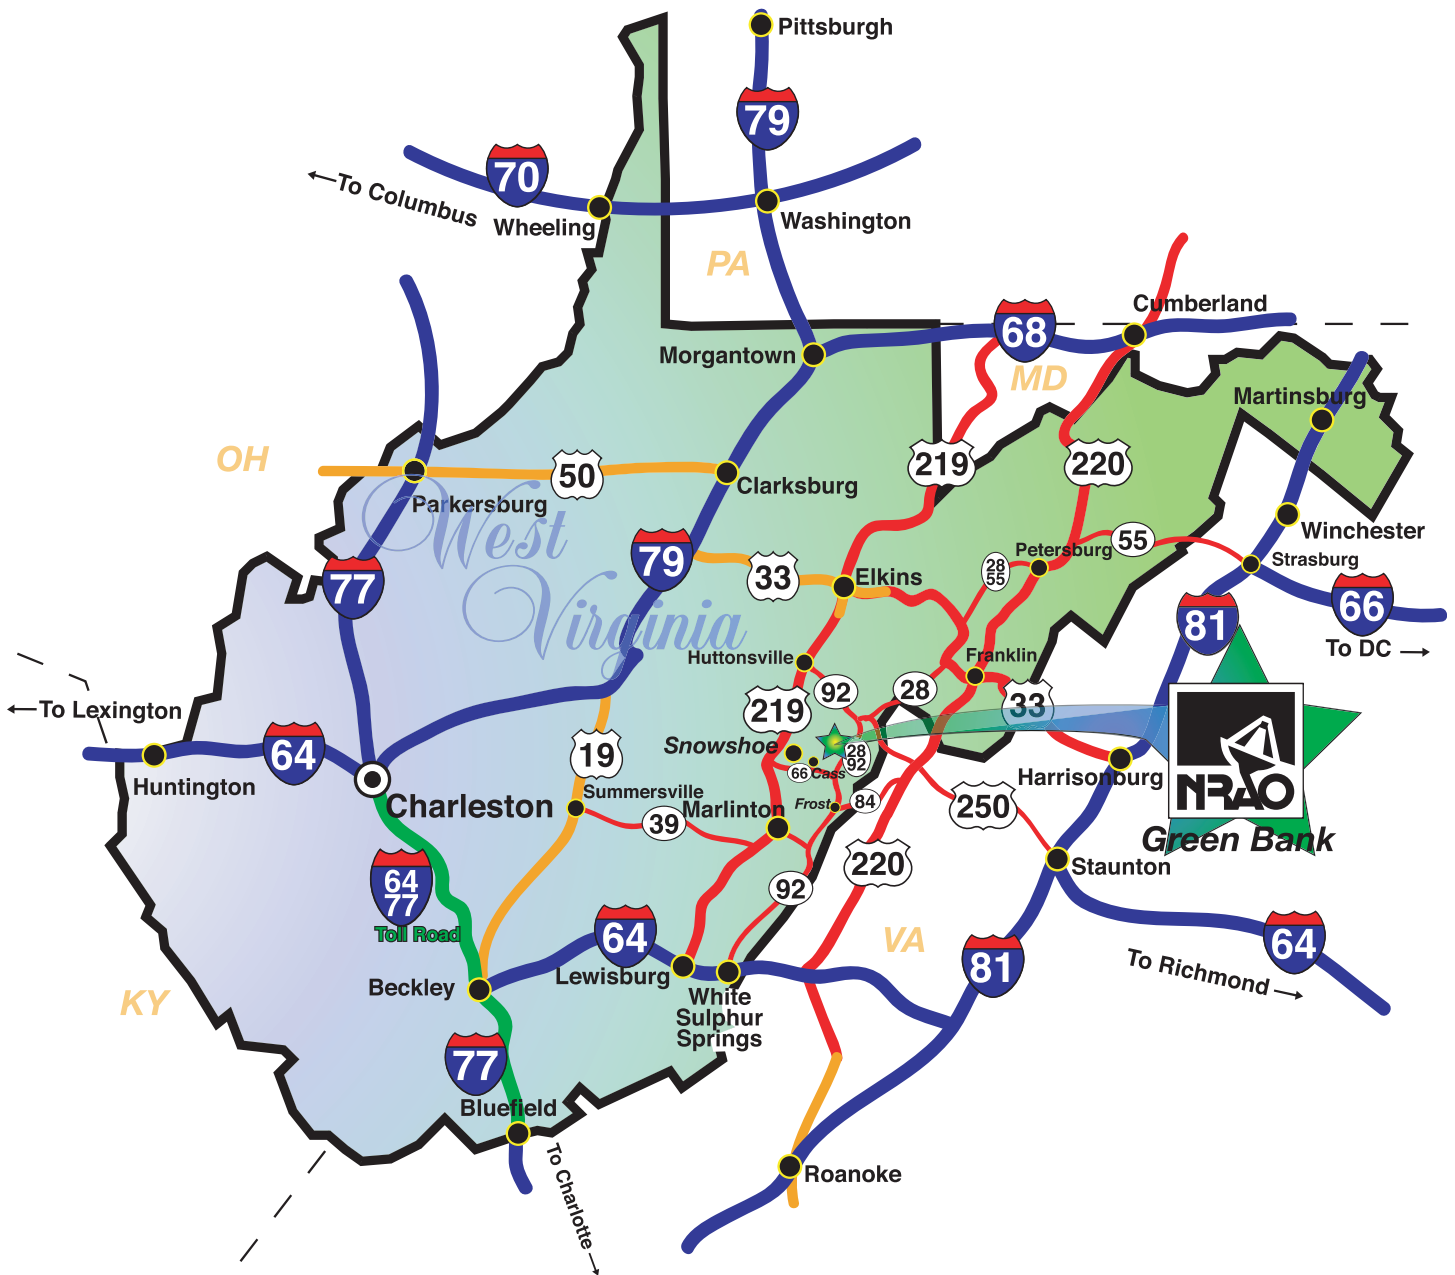 Pittsburgh
79
70
To Columbus
Wheeling
Washington
PA
Cumberland
68
Morgantown
MD
Martinsburg
OH
50
219
220
Parkersburg
Clarksburg
West
Virginia
Winchester
55
Petersburg
Strasburg
77
79
33
Elkins
28
55
66
81
To DC
Huttonsville
Franklin
92
28
33
To Lexington
219
64
19
Snowshoe
28
92
66
Cass
Huntington
Harrisonburg
NRAO
Green Bank
Charleston
Summersville
Marlinton
Frost
84
250
39
64
77
Toll Road
220
Staunton
92
64
Lewisburg
VA
81
64
To Richmond
Beckley
White
Sulphur
Springs
KY
77
Bluefield
To Charlotte
Roanoke